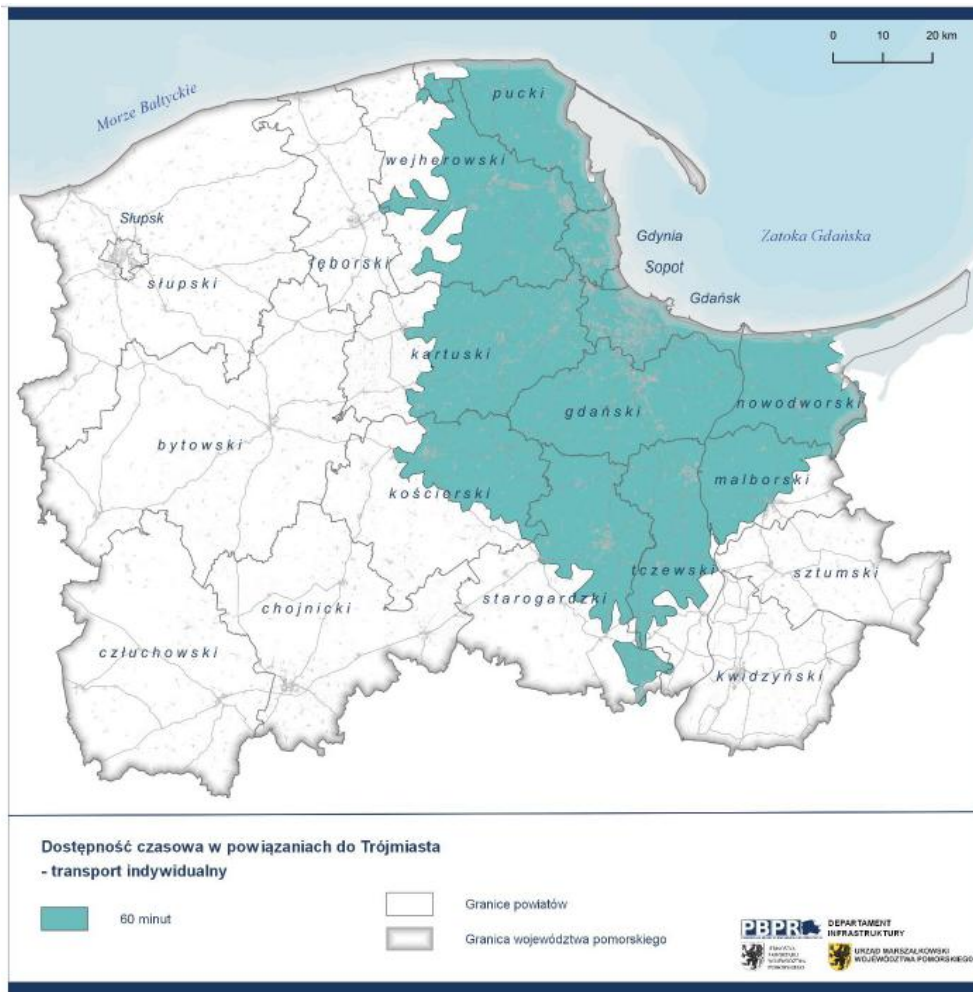 0 10 20 km
Morze Bałtyckie
pucki
wejherowski
Słupsk
Gdynia
Zatoka Gdańska
Sopot
łęborski
słupski
Gdańsk
kartuski
nowodworski
gdański
bytowski
malborski
kościerski
tczewski
sztumski
starogardzki
chojnicki
człuchowski
kwidzyński
Dostępność czasowa w powiązaniach do Trójmiasta
- transport indywidualny
60 minut
Granice powiatów
Granica województwa pomorskiego
PBPR
DEPARTAMENT
INFRASTRUKTURY
URZĄD MARSZAŁKOWSKI
WOJEWÓDZTWA POMORSKIEGO